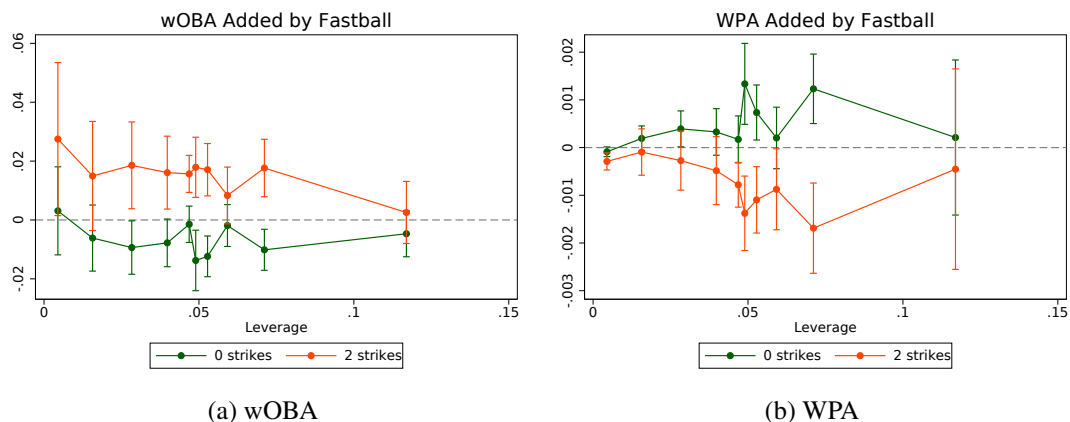 wOBA Added by Fastball
.06
.04
.02
0
-.02
0 .05 .1 .15
Leverage
0 strikes 2 strikes
(a) wOBA
WPA Added by Fastball
.002
.001
0
-.001
-.002
-.003
0 .05 .1 .15
Leverage
0 strikes 2 strikes
(b) WPA